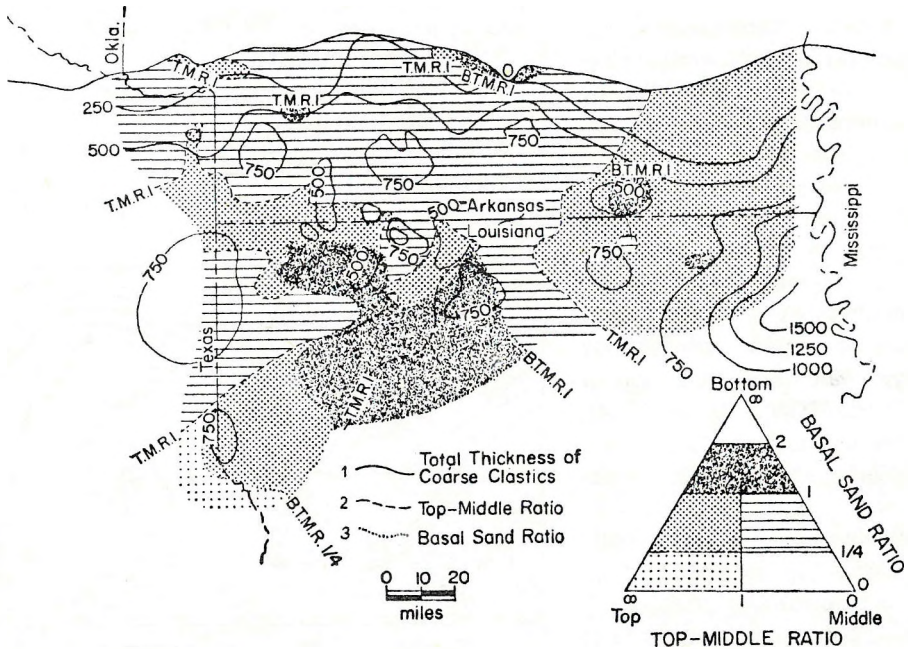 Okla.
T.M.R.I
T.M.R.I
O
B.T.M.R.I
T.M.R.I
250
500
750
750
750
500
B.T.M.R.I
500
T.M.R.I
500
Arkansas
Louisiana
Mississippi
750
750
750
500
750
Texas
T.M.R.I
750
1500
1250
1000
B.T.M.R.I
T.M.R.I
T.M.R.I
750
B.T.M.R. 1/4
1 Total Thickness of
Coarse Clastics
2 Top-Middle Ratio
3 Basal Sand Ratio
0 10 20
miles
Bottom
∞
2
1
1/4
0
BASAL SAND RATIO
∞ 1 0
Top Middle
TOP-MIDDLE RATIO